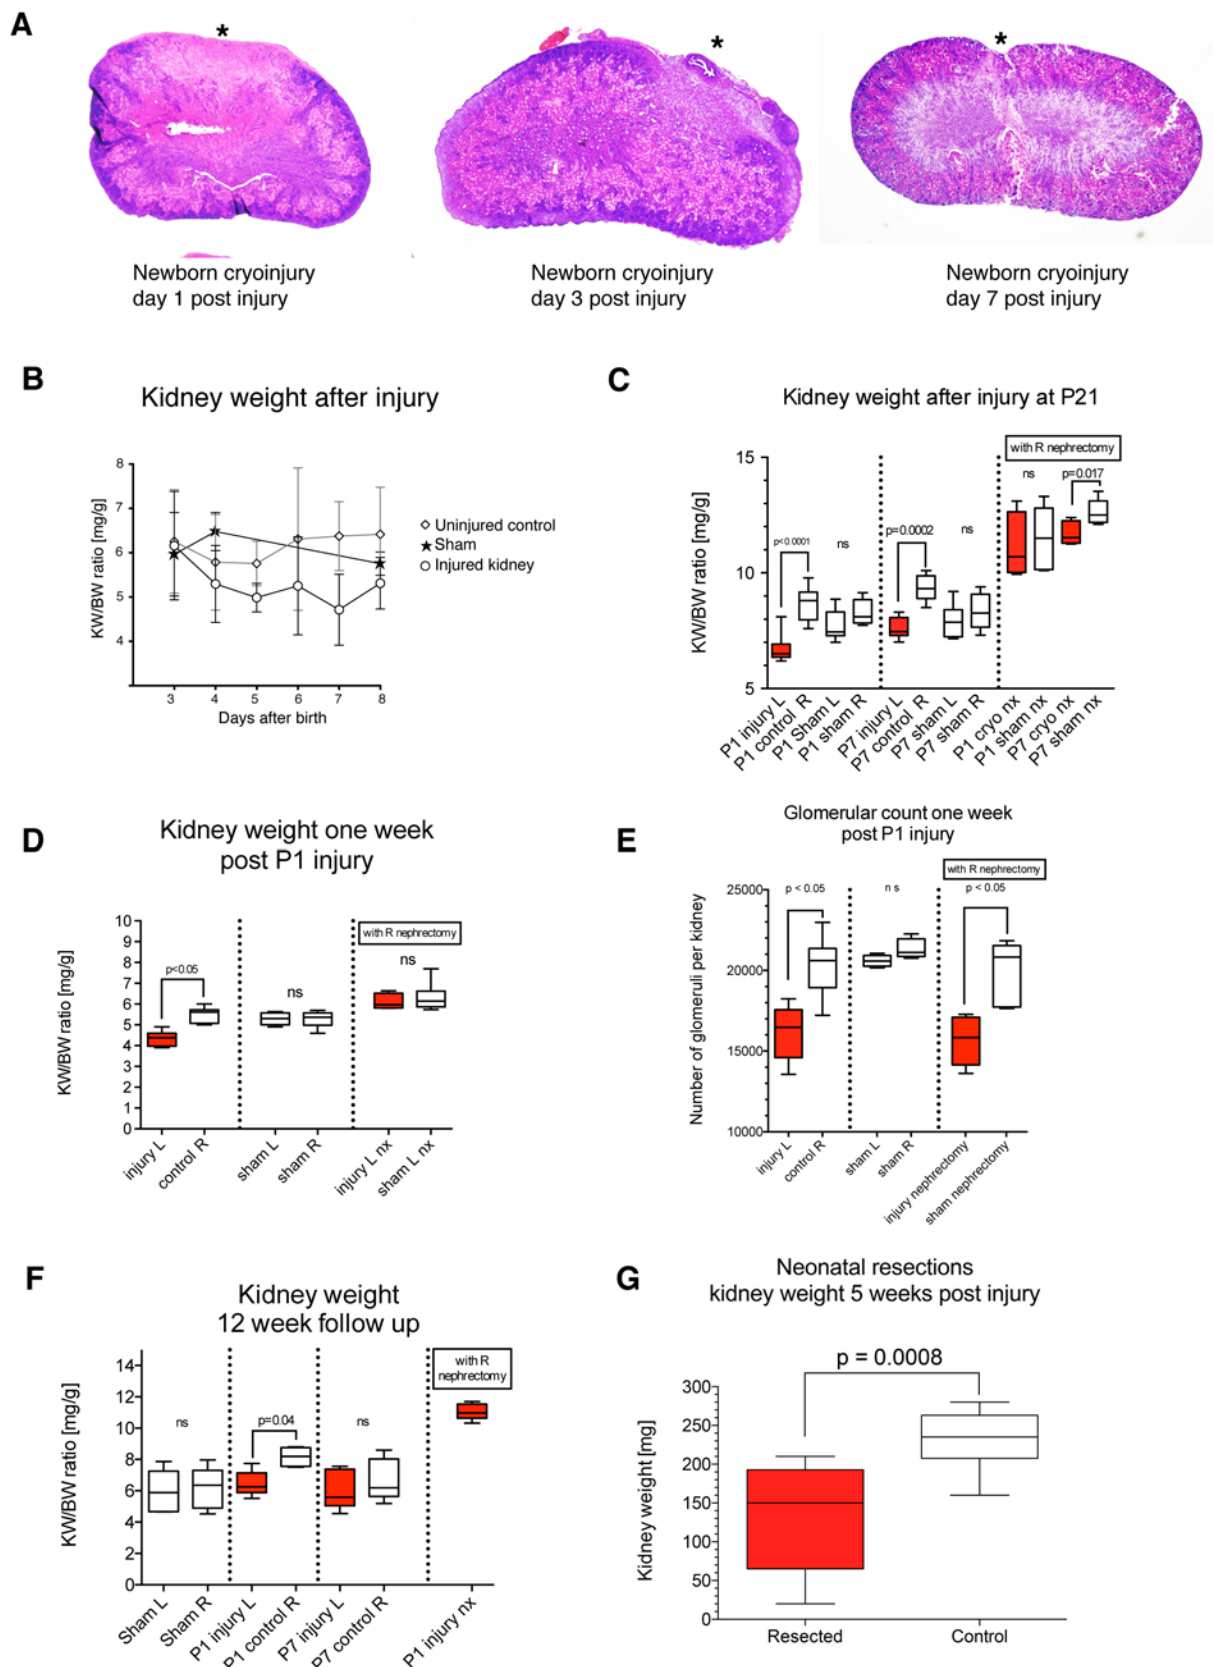 A
*
*
*
Newborn cryoinjury
day 1 post injury
Newborn cryoinjury
day 3 post injury
Newborn cryoinjury
day 7 post injury
B
Kidney weight after injury
KW/BW ratio [mg/g]
8
7
6
5
4
3
4
5
6
7
8
Days after birth
Uninjured control
Sham
Injured kidney
C
Kidney weight after injury at P21
with R nephrectomy
KW/BW ratio [mg/g]
15
10
5
p<0.0001
ns
p=0.0002
ns
ns
p=0.017
P1 injury L
P1 control R
P1 Sham L
P1 sham R
P7 injury L
P7 control R
P7 sham L
P7 sham R
P1 cryo nx
P1 sham nx
P7 cryo nx
P7 sham nx
D
Kidney weight one week
post P1 injury
KW/BW ratio [mg/g]
10
9
8
7
6
5
4
3
2
1
0
p<0.05
ns
with R nephrectomy
ns
injury L
control R
sham L
sham R
injury L nx
sham L nx
E
Glomerular count one week
post P1 injury
with R nephrectomy
Number of glomeruli per kidney
25000
20000
15000
10000
p < 0.05
n s
p < 0.05
injury L
control R
sham L
sham R
injury nephrectomy
sham nephrectomy
F
Kidney weight
12 week follow up
KW/BW ratio [mg/g]
14
12
10
8
6
4
2
0
ns
p=0.04
ns
with R
nephrectomy
Sham L
Sham R
P1 injury L
P1 control R
P7 injury L
P7 control R
P1 injury nx
G
Neonatal resections
kidney weight 5 weeks post injury
p = 0.0008
Kidney weight [mg]
300
250
200
150
100
50
0
Resected
Control